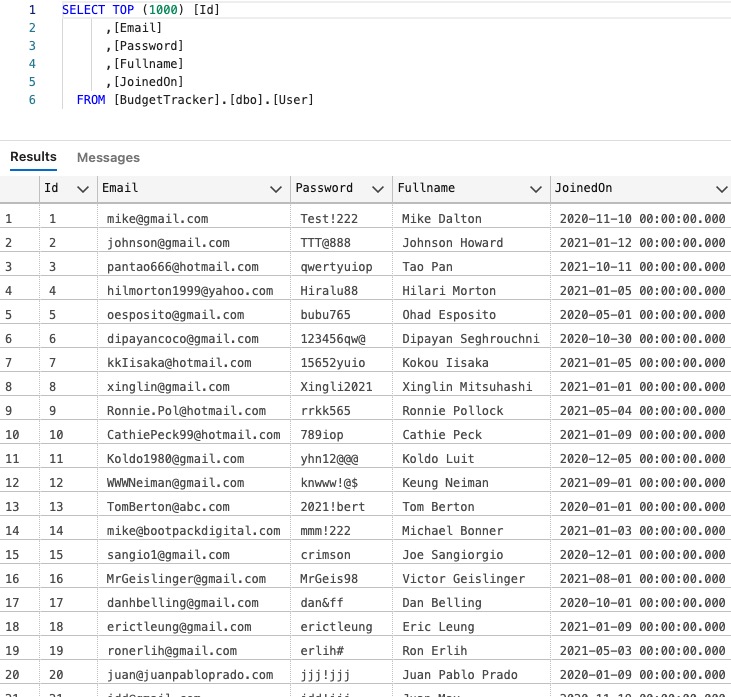 1 SELECT TOP (1000) [Id]
2 ,[Email]
3 ,[Password]
4 ,[Fullname]
5 ,[JoinedOn]
6 FROM [BudgetTracker].[dbo].[User]
Results Messages
Id Email Password Fullname JoinedOn
1 1 mike@gmail.com Test!222 Mike Dalton 2020-11-10 00:00:00.000
2 2 johnson@gmail.com TTT@888 Johnson Howard 2021-01-12 00:00:00.000
3 3 pantao666@hotmail.com qwertyuiop Tao Pan 2021-10-11 00:00:00.000
4 4 hilmorton1999@yahoo.com Hiralu88 Hilari Morton 2021-01-05 00:00:00.000
5 5 oesposito@gmail.com bubu765 Ohad Esposito 2020-05-01 00:00:00.000
6 6 dipayancoco@gmail.com 123456qw@ Dipayan Seghrouchni 2020-10-30 00:00:00.000
7 7 kkIisaka@hotmail.com 15652yuio Kokou Iisaka 2021-01-05 00:00:00.000
8 8 xinglin@gmail.com Xingli2021 Xinglin Mitsuhashi 2021-01-01 00:00:00.000
9 9 Ronnie.Pol@hotmail.com rrkk565 Ronnie Pollock 2021-05-04 00:00:00.000
10 10 CathiePeck99@hotmail.com 789iop Cathie Peck 2021-01-09 00:00:00.000
11 11 Koldo1980@gmail.com yhn12@@@ Koldo Luit 2020-12-05 00:00:00.000
12 12 WWWNeiman@gmail.com knwww!@$ Keung Neiman 2021-09-01 00:00:00.000
13 13 TomBerton@abc.com 2021!bert Tom Berton 2020-01-01 00:00:00.000
14 14 mike@bootpackdigital.com mmm!222 Michael Bonner 2021-01-03 00:00:00.000
15 15 sangio1@gmail.com crimson Joe Sangiorgio 2020-12-01 00:00:00.000
16 16 MrGeislinger@gmail.com MrGeis98 Victor Geislinger 2021-08-01 00:00:00.000
17 17 danhbelling@gmail.com dan&ff Dan Belling 2020-10-01 00:00:00.000
18 18 erictleung@gmail.com erictleung Eric Leung 2021-01-09 00:00:00.000
19 19 ronerlih@gmail.com erlih# Ron Erlih 2021-05-03 00:00:00.000
20 20 juan@juanpabloprado.com jjj!jjj Juan Pablo Prado 2020-01-09 00:00:00.000